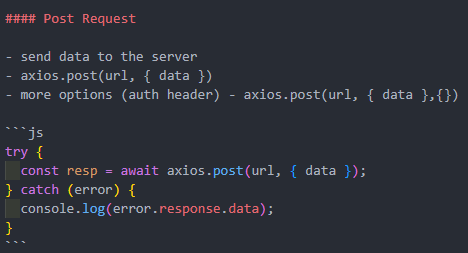 #### Post Request
- send data to the server
- axios.post(url, { data })
- more options (auth header) - axios.post(url, { data },{})
```js
try {
  const resp = await axios.post(url, { data });
} catch (error) {
  console.log(error.response.data);
}
```